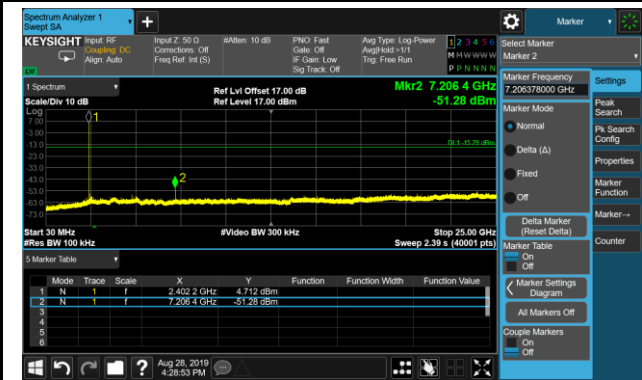 Spectrum Analyzer 1
Swept SA
Marker
KEYSIGHT Input: RF Input Z: 50 Ω #Atten: 10 dB PNO: Fast Avg Type: Log-Power 1 2 3 4 5 6
Coupling: DC Corrections: Off Gate: Off Avg|Hold:>1/1 M M W W W W
Align: Auto Freq Ref: Int (S) IF Gain: Low Trig: Free Run P P N N N N
Sig Track: Off
LV
Select Marker
Marker 2
1 Spectrum
Scale/Div 10 dB
Ref Lvl Offset 17.00 dB
Ref Level 17.00 dBm
Mkr2 7.206 4 GHz
-51.28 dBm
Log
7.00
-3.00
-13.0
-23.0
-33.0
-43.0
-53.0
-63.0
-73.0
1
2
DL1 -15.29 dBm
Start 30 MHz #Video BW 300 kHz Stop 25.00 GHz
#Res BW 100 kHz Sweep 2.39 s (40001 pts)
5 Marker Table
Mode Trace Scale X Y Function Function Width Function Value
1 N 1 f 2.402 2 GHz 4.712 dBm
2 N 1 f 7.206 4 GHz -51.28 dBm
3
4
5
6
Marker Frequency
7.206378000 GHz
Marker Mode
Normal
Delta (Δ)
Fixed
Off
Delta Marker
(Reset Delta)
Marker Table
On
Off
Marker Settings
Diagram
All Markers Off
Couple Markers
On
Off
Settings
Peak
Search
Pk Search
Config
Properties
Marker
Function
Marker→
Counter
?
Aug 28, 2019
4:28:53 PM